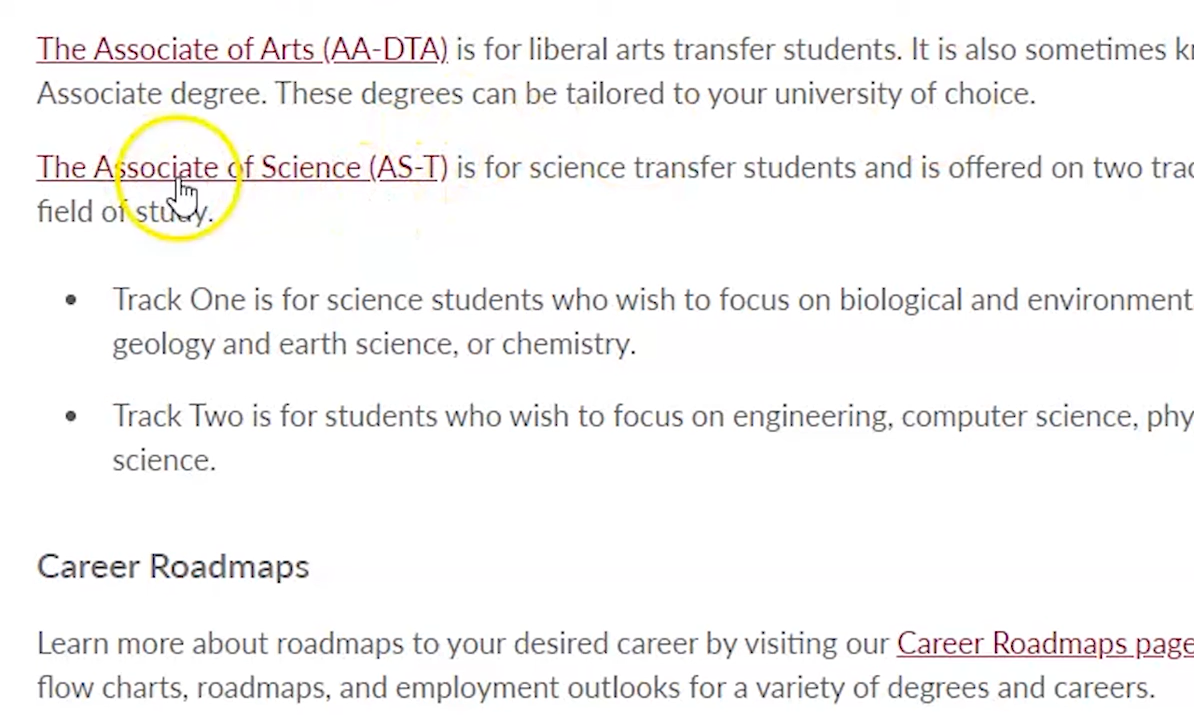 The Associate of Arts (AA-DTA) is for liberal arts transfer students. It is also sometimes
Associate degree. These degrees can be tailored to your university of choice.
The Associate of Science (AS-T) is for science transfer students and is offered on two
field of study.
• Track One is for science students who wish to focus on biological and
geology and earth science, or chemistry.
• Track Two is for students who wish to focus on engineering, computer science,
science.
Career Roadmaps
Learn more about roadmaps to your desired career by visiting our Career Roadmaps page
flow charts, roadmaps, and employment outlooks for a variety of degrees and careers.